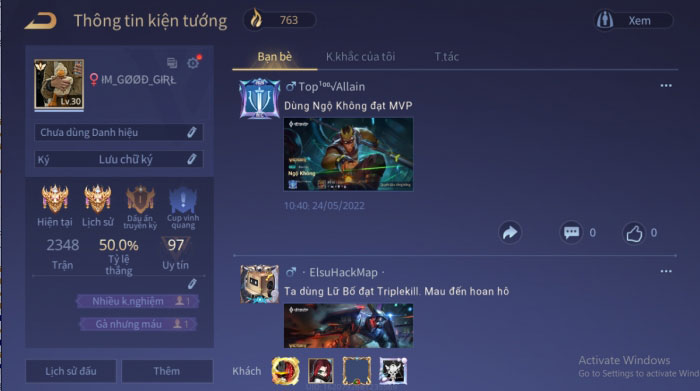 Thông tin kiện tướng
763
Xem
ŁM_GØØĐ_GıRŁ
Lv.30
Chưa dùng Danh hiệu
Ký
Lưu chữ ký
Hiện tại
Lịch sử
Dấu ấn truyền kỳ
Cup vinh quang
2348
50.0%
97
Trận
Tỷ lệ thắng
Uy tín
Nhiều k.nghiệm 1
Gà nhưng máu 1
Lịch sử đấu
Thêm
Bạn bè
K.khắc của tôi
T.tác
Top¹⁰⁰√Allain
Dùng Ngộ Không đạt MVP
Ngộ Không
10:40. 24/05/2022
0
0
· ElsuHackMap ·
Ta dùng Lữ Bố đạt Triplekill. Mau đến hoan hô
Khách
Activate Windows
Go to Settings to activate Wind